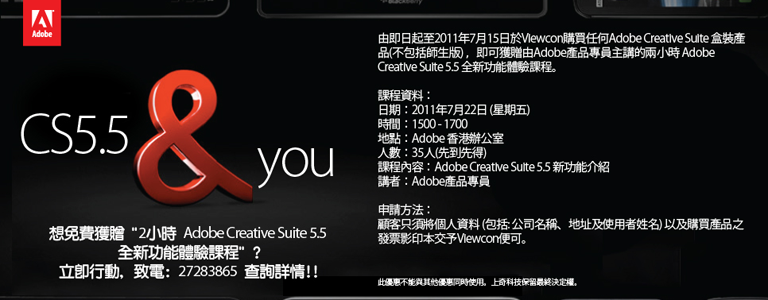 Adobe
CS5.5 & you
想免費獲贈 "2小時 Adobe Creative Suite 5.5
全新功能體驗課程"？
立即行動，致電：27283865 查詢詳情！！
由即日起至2011年7月15日於Viewcon購買任何Adobe Creative Suite 盒裝產
品(不包括師生版)，即可獲贈由Adobe產品專員主講的兩小時 Adobe
Creative Suite 5.5 全新功能體驗課程。
課程資料：
日期：2011年7月22日 (星期五)
時間：1500 - 1700
地點：Adobe 香港辦公室
人數：35人(先到先得)
課程內容：Adobe Creative Suite 5.5 新功能介紹
講者：Adobe產品專員
申請方法：
顧客只須將個人資料 (包括: 公司名稱、地址及使用者姓名) 以及購買產品之
發票影印本交予Viewcon便可。
此優惠不能與其他優惠同時使用。上奇科技保留最終決定權。